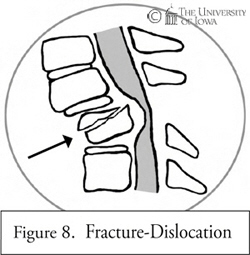 © THE UNIVERSITY
OF IOWA
Figure 8. Fracture-Dislocation